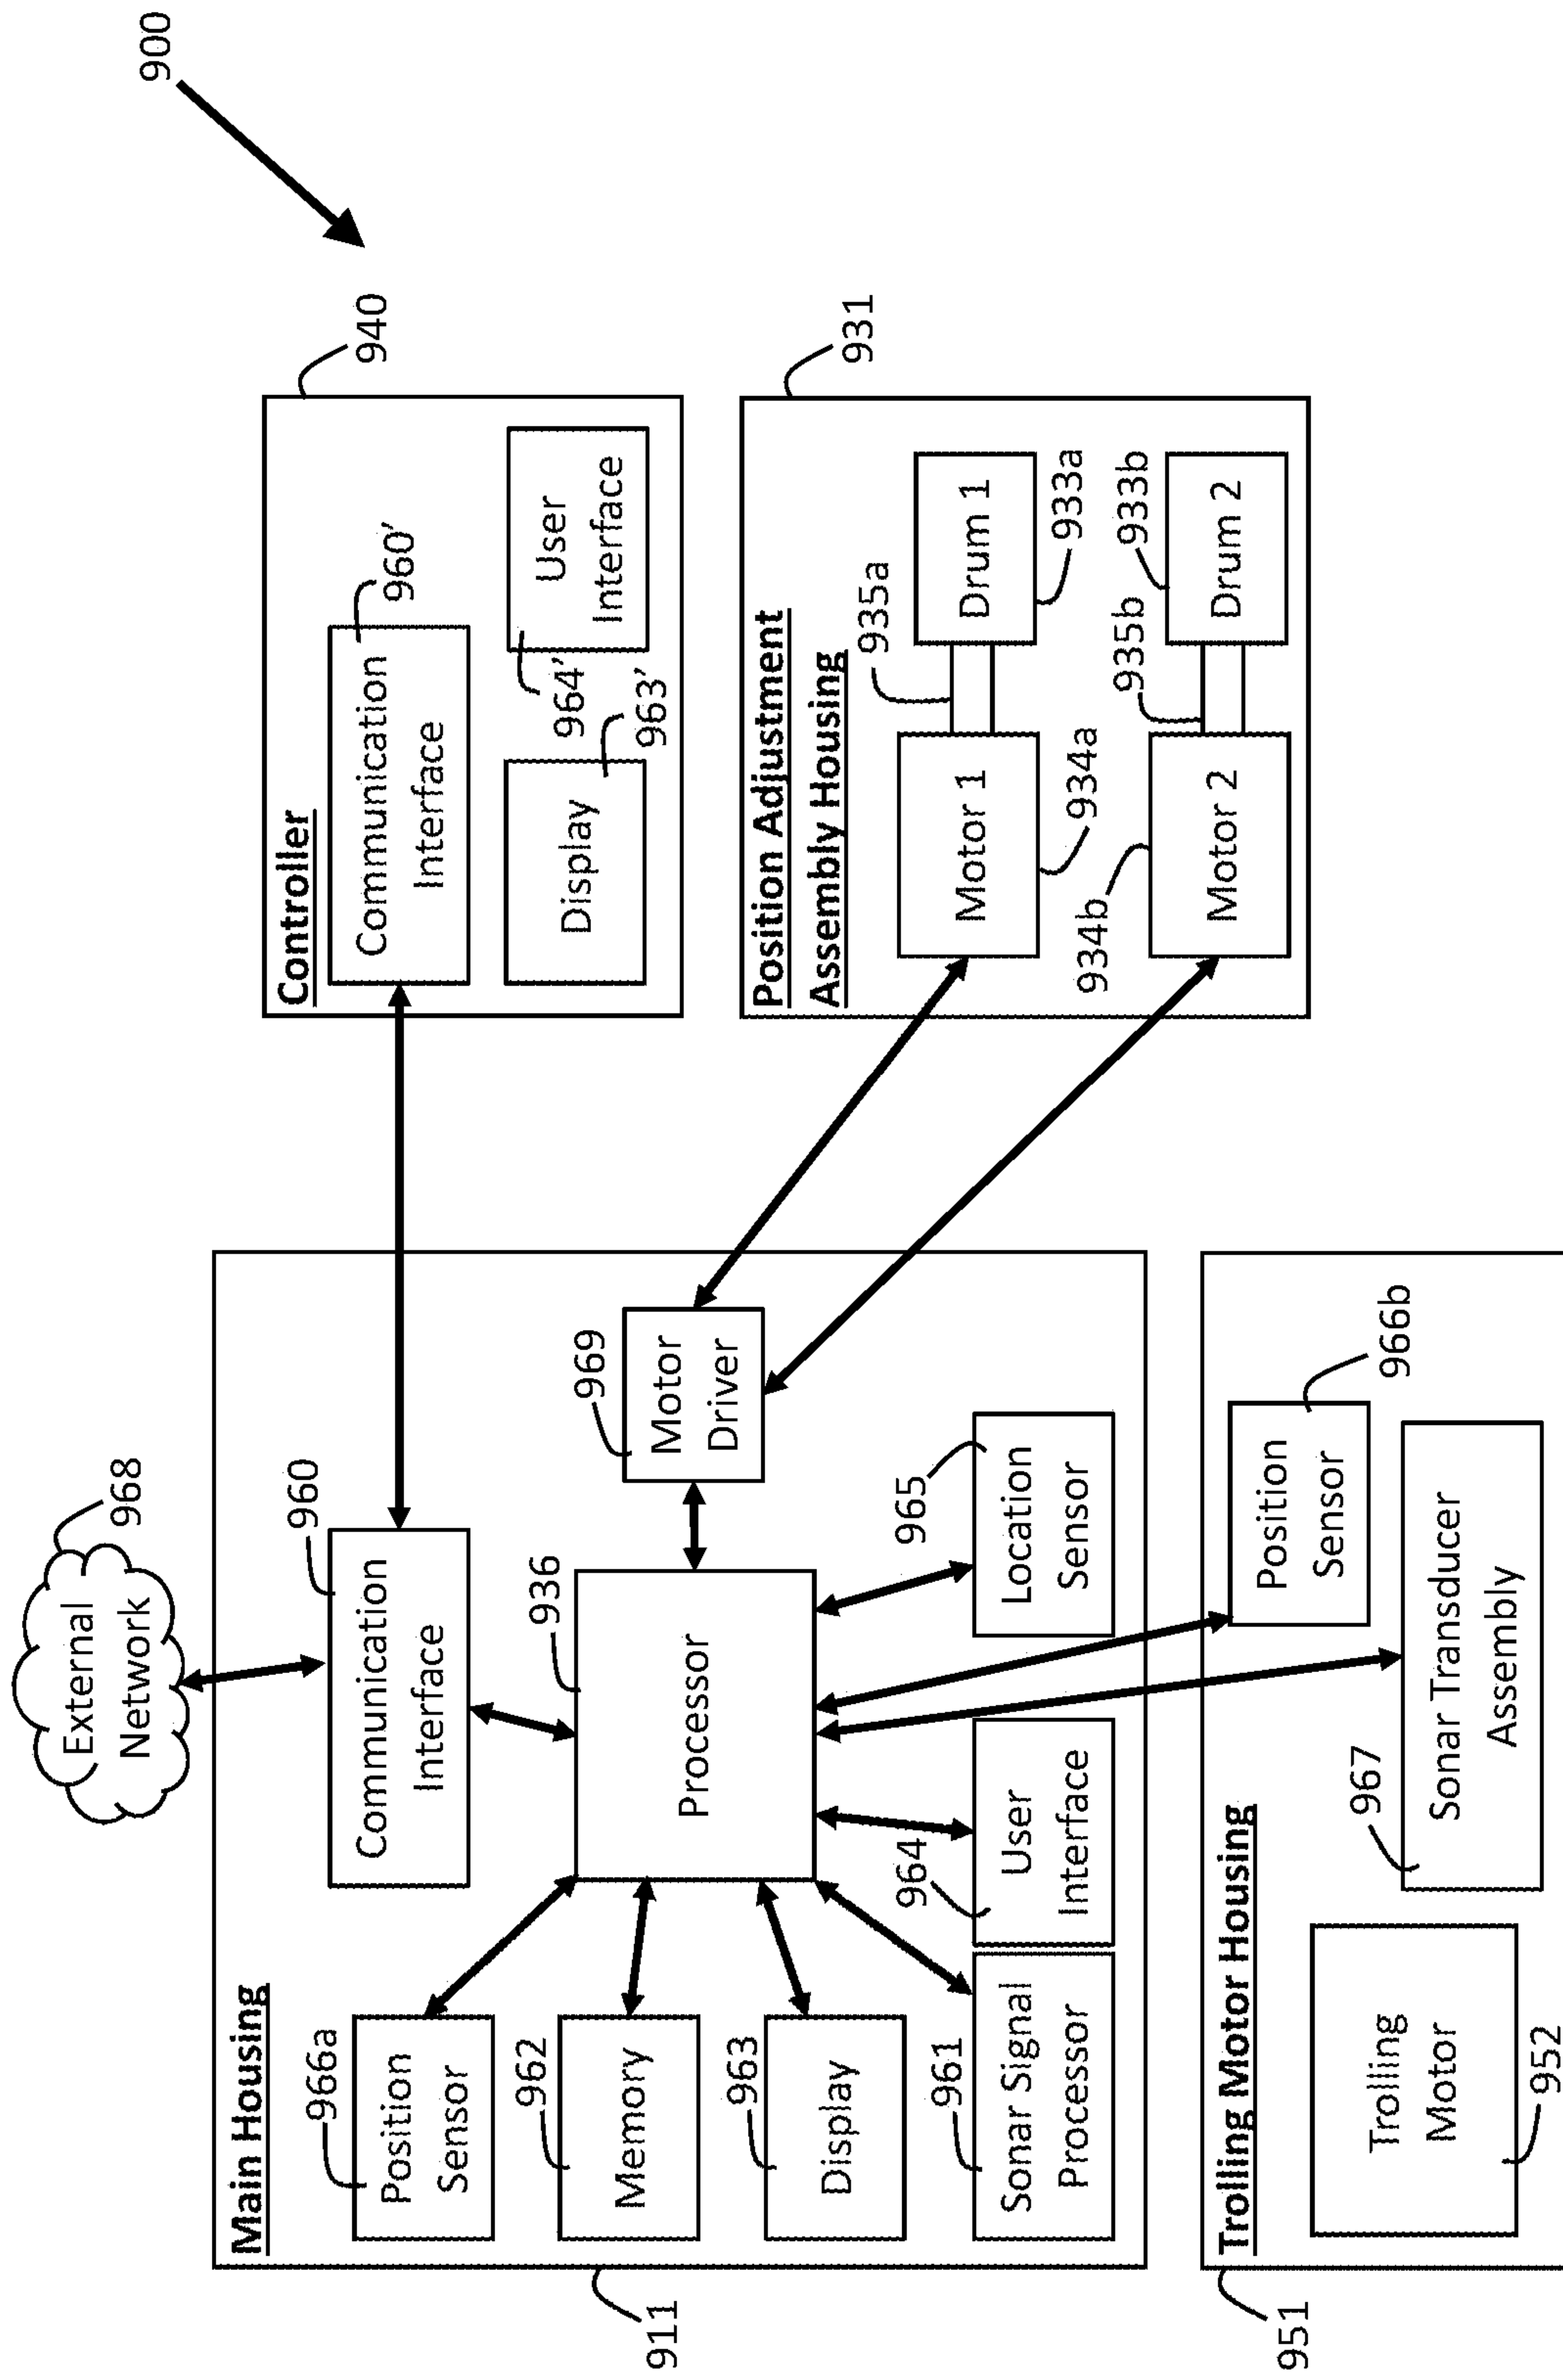 900
External
Network
968
Main Housing
911
966a
Position
Sensor
962
Memory
963
Display
961
Sonar Signal
Processor
960
Communication
Interface
936
Processor
964
User
Interface
969
Motor
Driver
965
Location
Sensor
Controller
940
Communication
Interface
960'
Display
963'
User
Interface
964'
Position Adjustment
Assembly Housing
931
Motor 1
934a
935a
Drum 1
933a
Motor 2
934b
935b
Drum 2
933b
Trolling Motor Housing
951
Trolling
Motor
952
967
Sonar Transducer
Assembly
Position
Sensor
966b